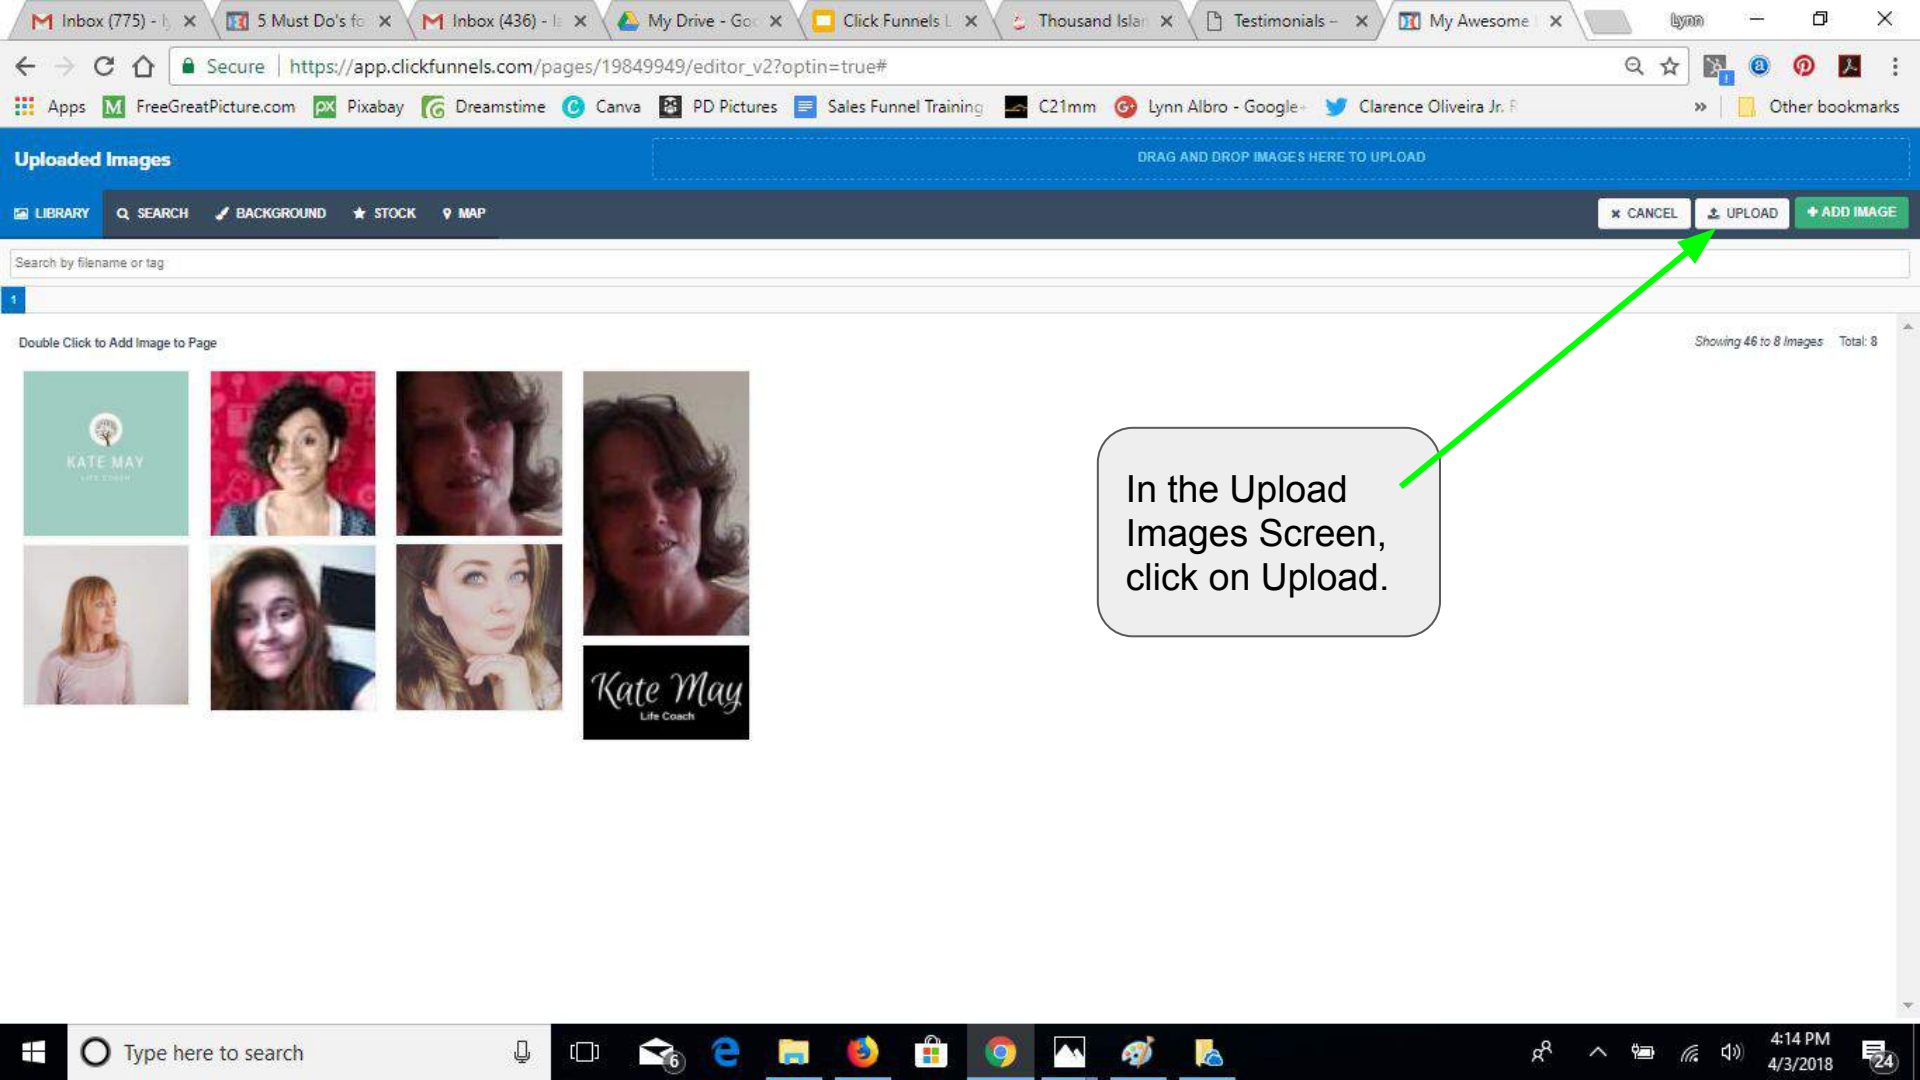 Inbox (775) -
5 Must Do's fo
Inbox (436) -
My Drive - Goo
Click Funnels L
Thousand Islan
Testimonials –
My Awesome
Lynn
Secure
https://app.clickfunnels.com/pages/19849949/editor_v2?optin=true#
Apps
FreeGreatPicture.com
Pixabay
Dreamstime
Canva
PD Pictures
Sales Funnel Training
C21mm
Lynn Albro - Google+
Clarence Oliveira Jr.
»
Other bookmarks
Uploaded Images
DRAG AND DROP IMAGES HERE TO UPLOAD
LIBRARY
SEARCH
BACKGROUND
STOCK
MAP
CANCEL
UPLOAD
+ ADD IMAGE
Search by filename or tag
1
Double Click to Add Image to Page
Showing 46 to 8 Images Total: 8
KATE MAY
LIFE COACH
Kate May
Life Coach
In the Upload
Images Screen,
click on Upload.
Type here to search
6
4:14 PM
4/3/2018
24